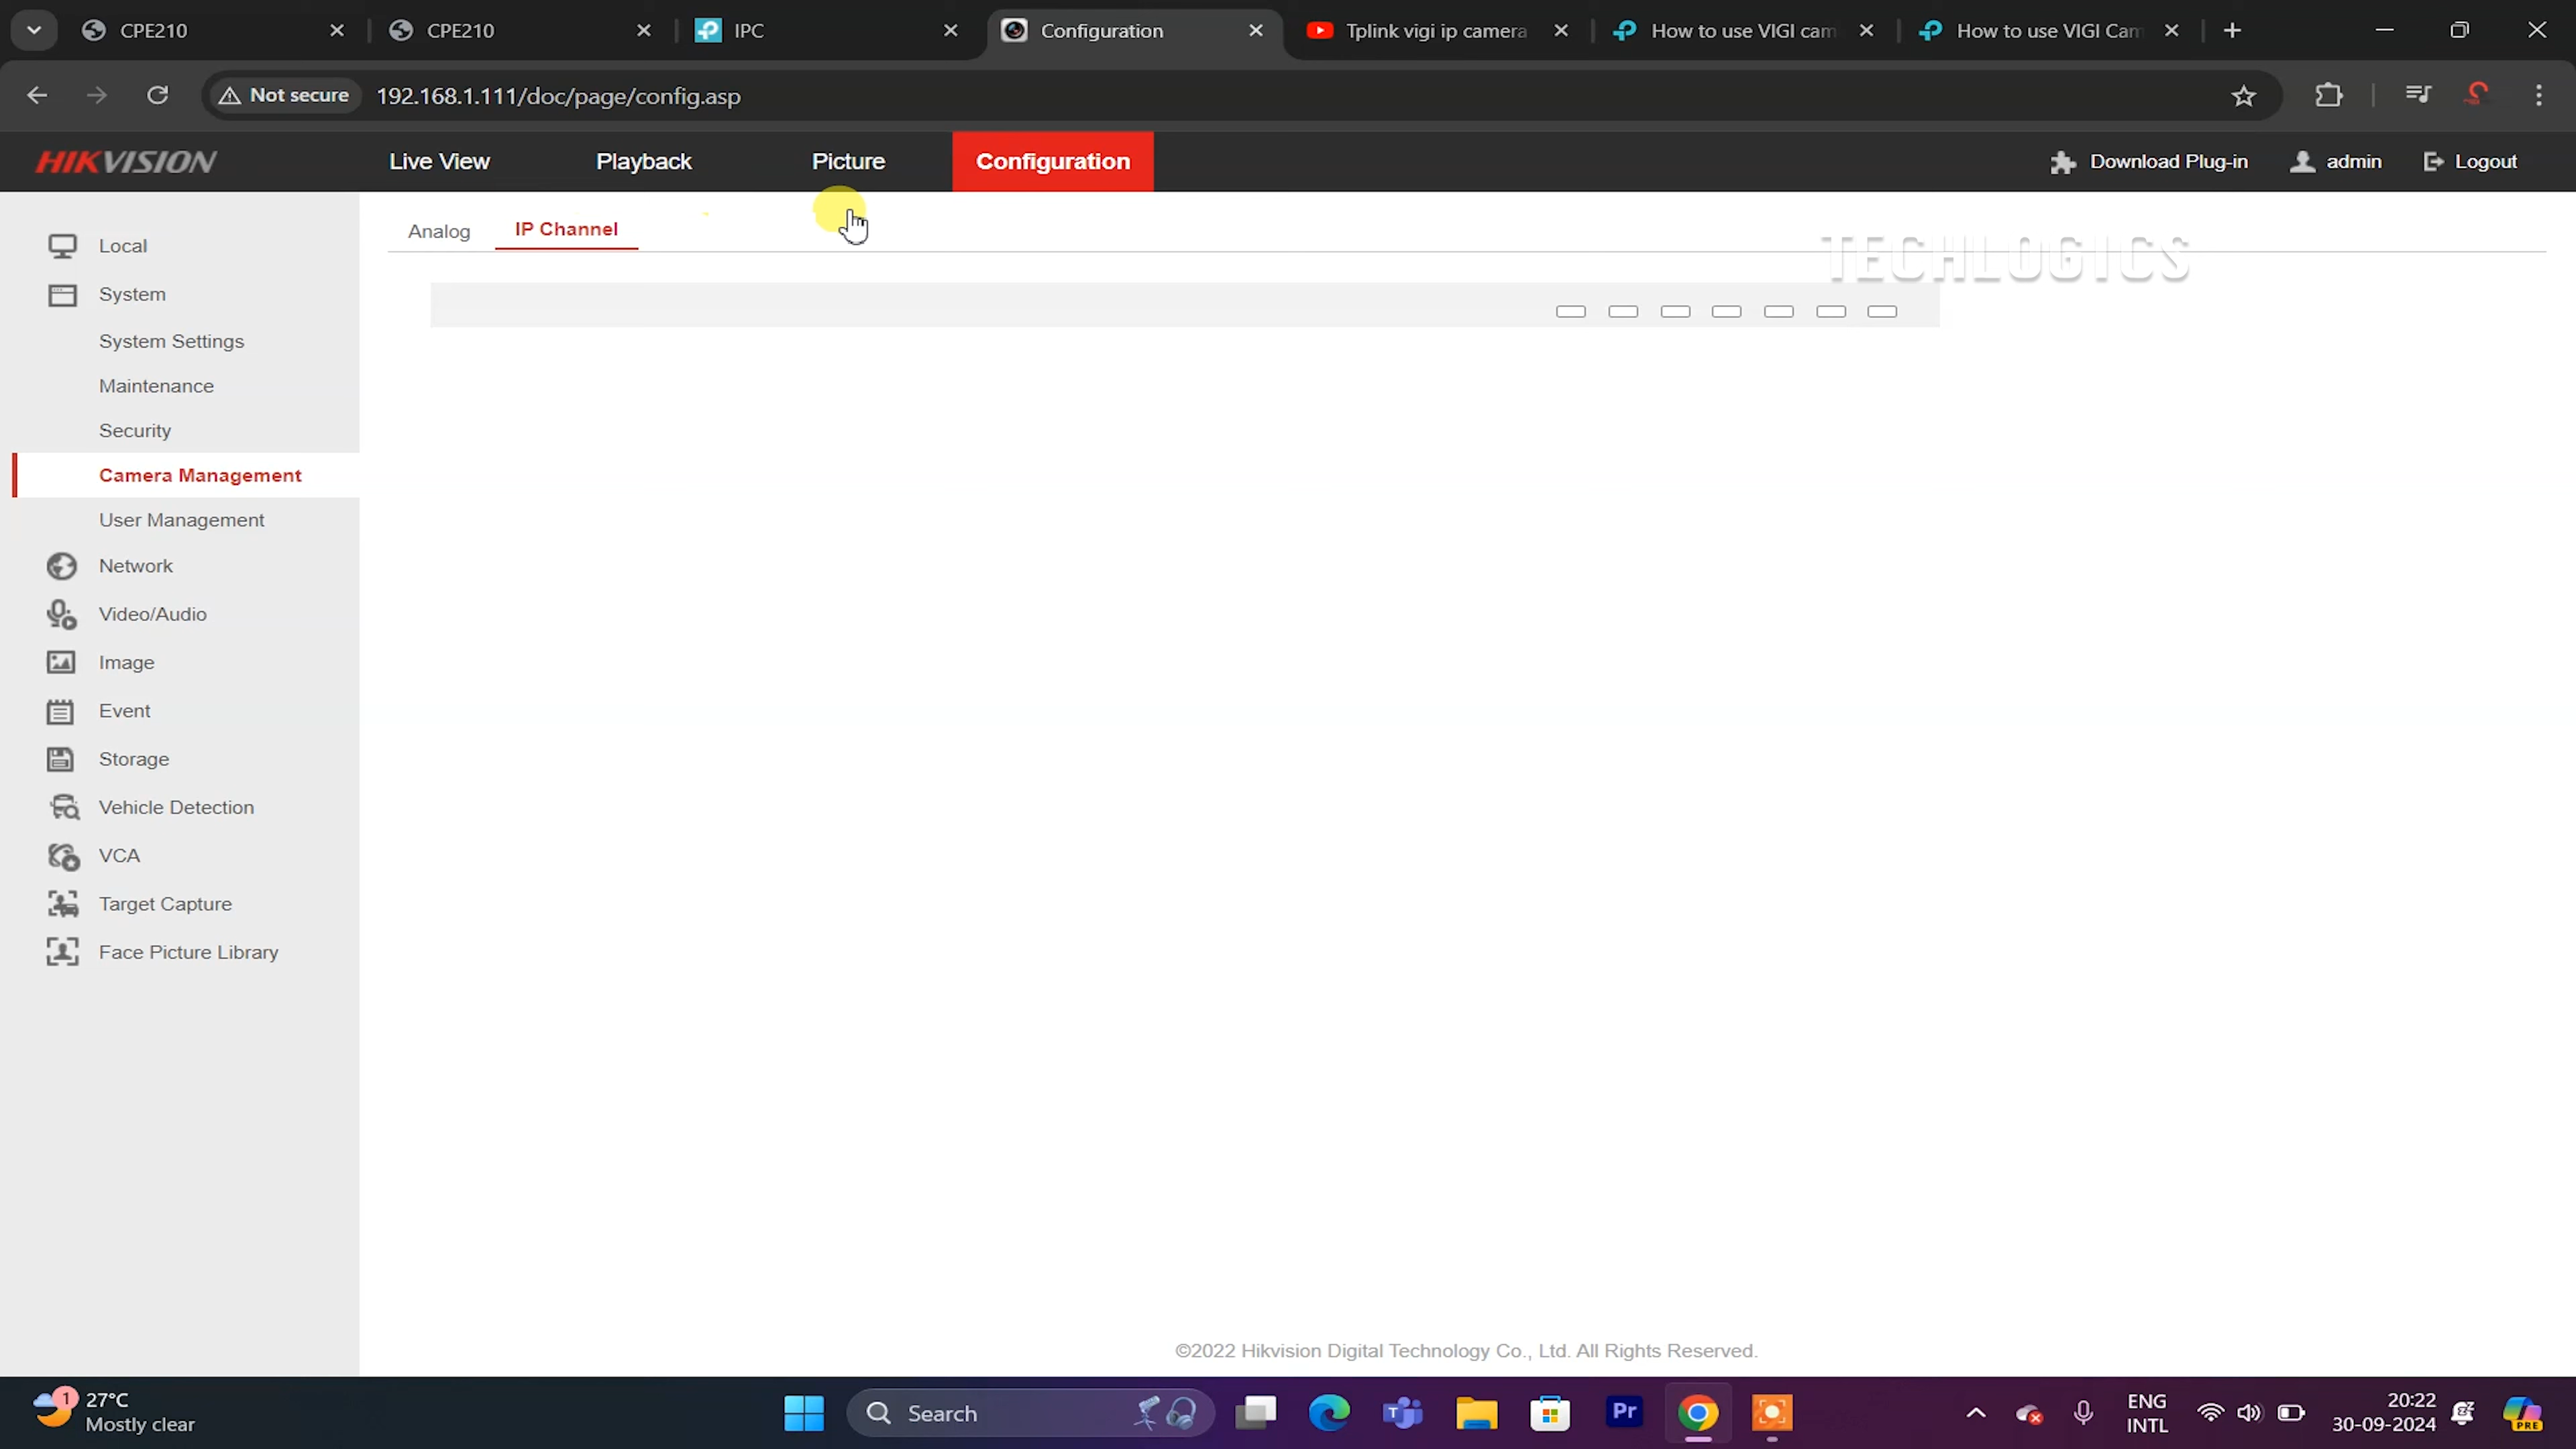 CPE210
CPE210
IPC
Configuration
Tplink vigi ip camera
How to use VIGI cam
How to use VIGI Cam
Not secure
192.168.1.111/doc/page/config.asp
HIKVISION
Live View
Playback
Picture
Configuration
Download Plug-in
admin
Logout
Analog
IP Channel
TECHLOGICS
Local
System
System Settings
Maintenance
Security
Camera Management
User Management
Network
Video/Audio
Image
Event
Storage
Vehicle Detection
VCA
Target Capture
Face Picture Library
©2022 Hikvision Digital Technology Co., Ltd. All Rights Reserved.
1
27°C
Mostly clear
Search
T
Pr
ENG
INTL
20:22
30-09-2024
PRE